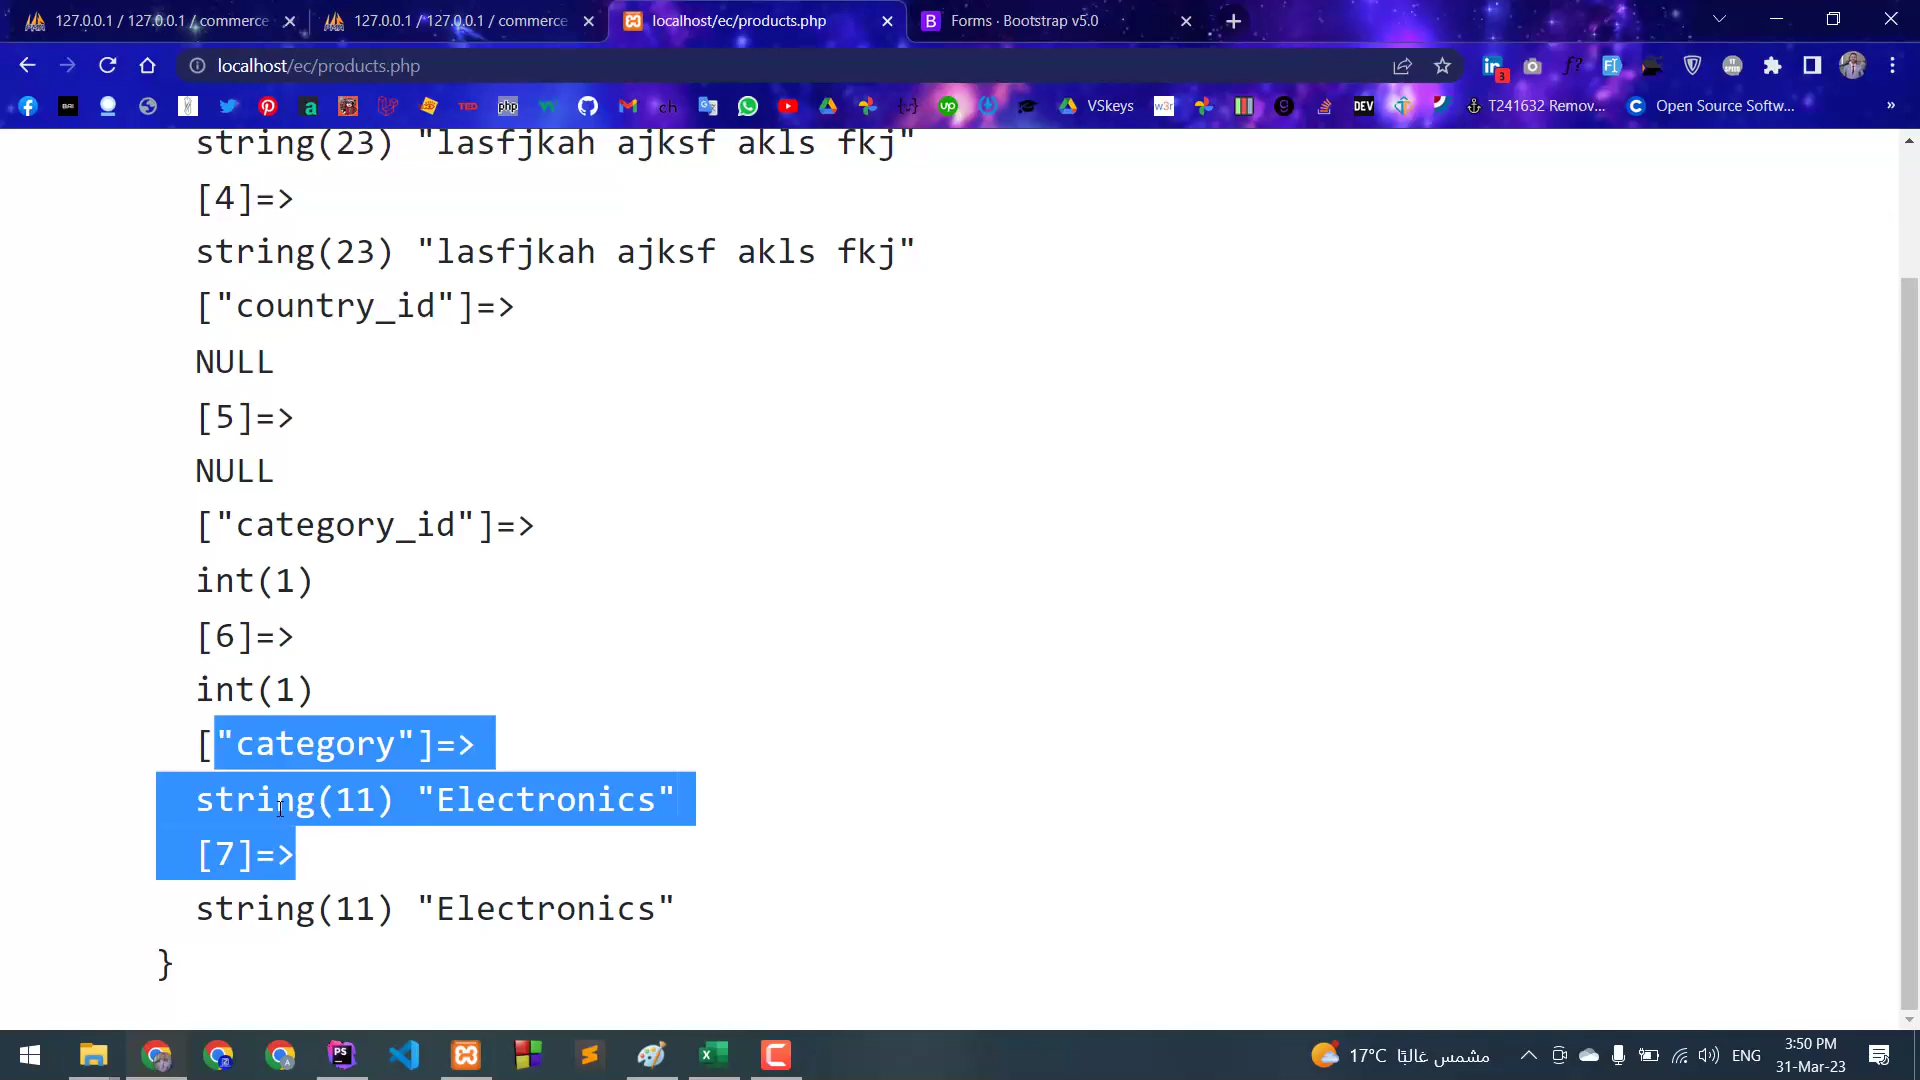 127.0.0.1 / 127.0.0.1 / commerce
127.0.0.1 / 127.0.0.1 / commerce
localhost/ec/products.php
Forms · Bootstrap v5.0
localhost/ec/products.php
VSkeys
T241632 Remov...
Open Source Softw...
string(23) "lasfjkah ajksf akls fkj"
[4]=>
string(23) "lasfjkah ajksf akls fkj"
["country_id"]=>
NULL
[5]=>
NULL
["category_id"]=>
int(1)
[6]=>
int(1)
["category"]=>
string(11) "Electronics"
[7]=>
string(11) "Electronics"
}
17°C مشمس غالبًا
ENG
3:50 PM
31-Mar-23